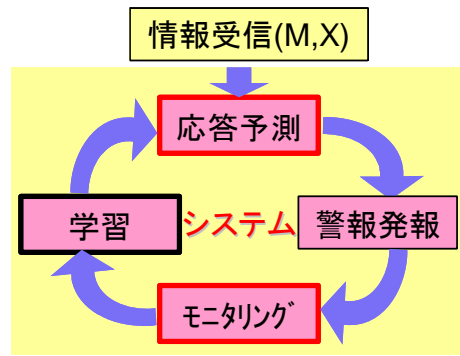 情報受信(M,X)
応答予測
学習
システム
警報発報
ﾓﾆﾀﾘﾝｸﾞ